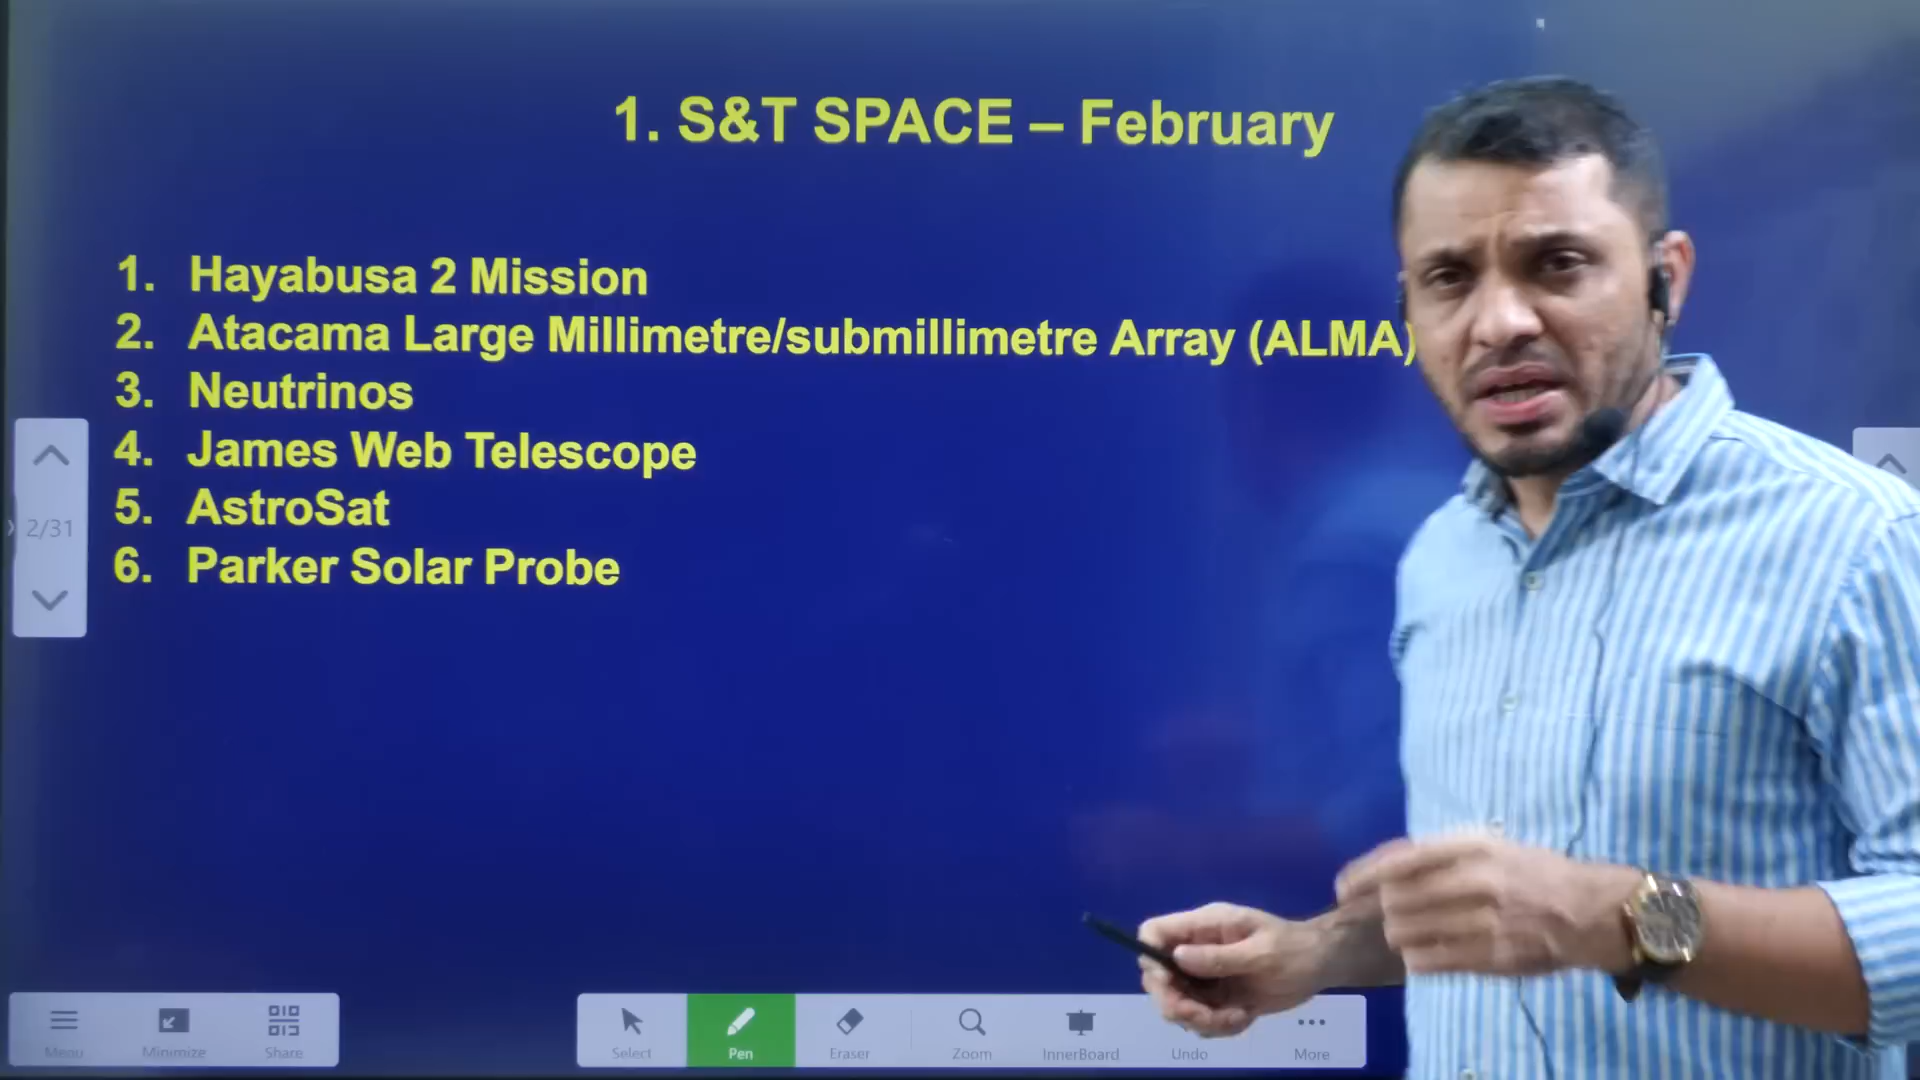 1. S&T SPACE – February
1. Hayabusa 2 Mission
2. Atacama Large Millimetre/submillimetre Array (ALMA)
3. Neutrinos
4. James Web Telescope
5. AstroSat
6. Parker Solar Probe
2/31
Menu Minimize Share
Select Pen Eraser Zoom InnerBoard Undo More